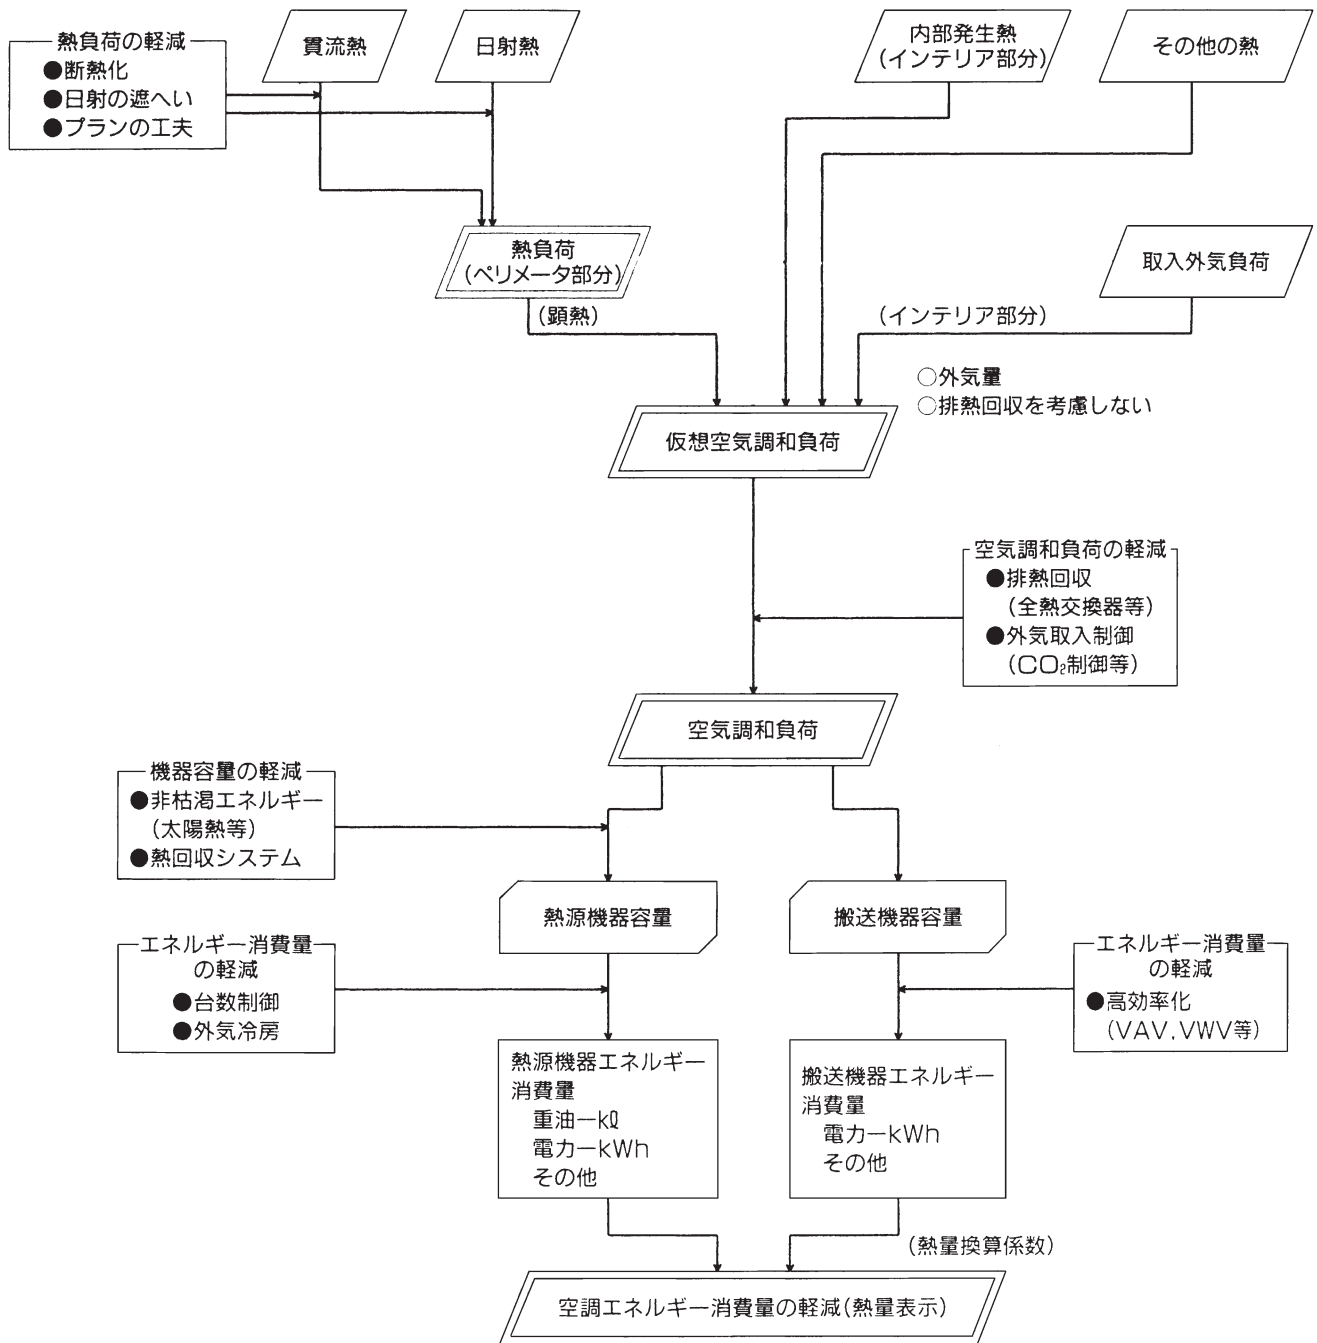 熱負荷の軽減
●断熱化
●日射の遮へい
●プランの工夫
貫流熱
日射熱
内部発生熱
(インテリア部分)
その他の熱
熱負荷
(ペリメータ部分)
(顕熱)
取入外気負荷
(インテリア部分)
○外気量
○排熱回収を考慮しない
仮想空気調和負荷
空気調和負荷の軽減
●排熱回収
(全熱交換器等)
●外気取入制御
(CO₂制御等)
空気調和負荷
機器容量の軽減
●非枯渇エネルギー
(太陽熱等)
●熱回収システム
熱源機器容量
搬送機器容量
エネルギー消費量
の軽減
●台数制御
●外気冷房
エネルギー消費量
の軽減
●高効率化
(VAV,VWV等)
熱源機器エネルギー
消費量
重油ーkℓ
電力ーkWh
その他
搬送機器エネルギー
消費量
電力ーkWh
その他
(熱量換算係数)
空調エネルギー消費量の軽減(熱量表示)